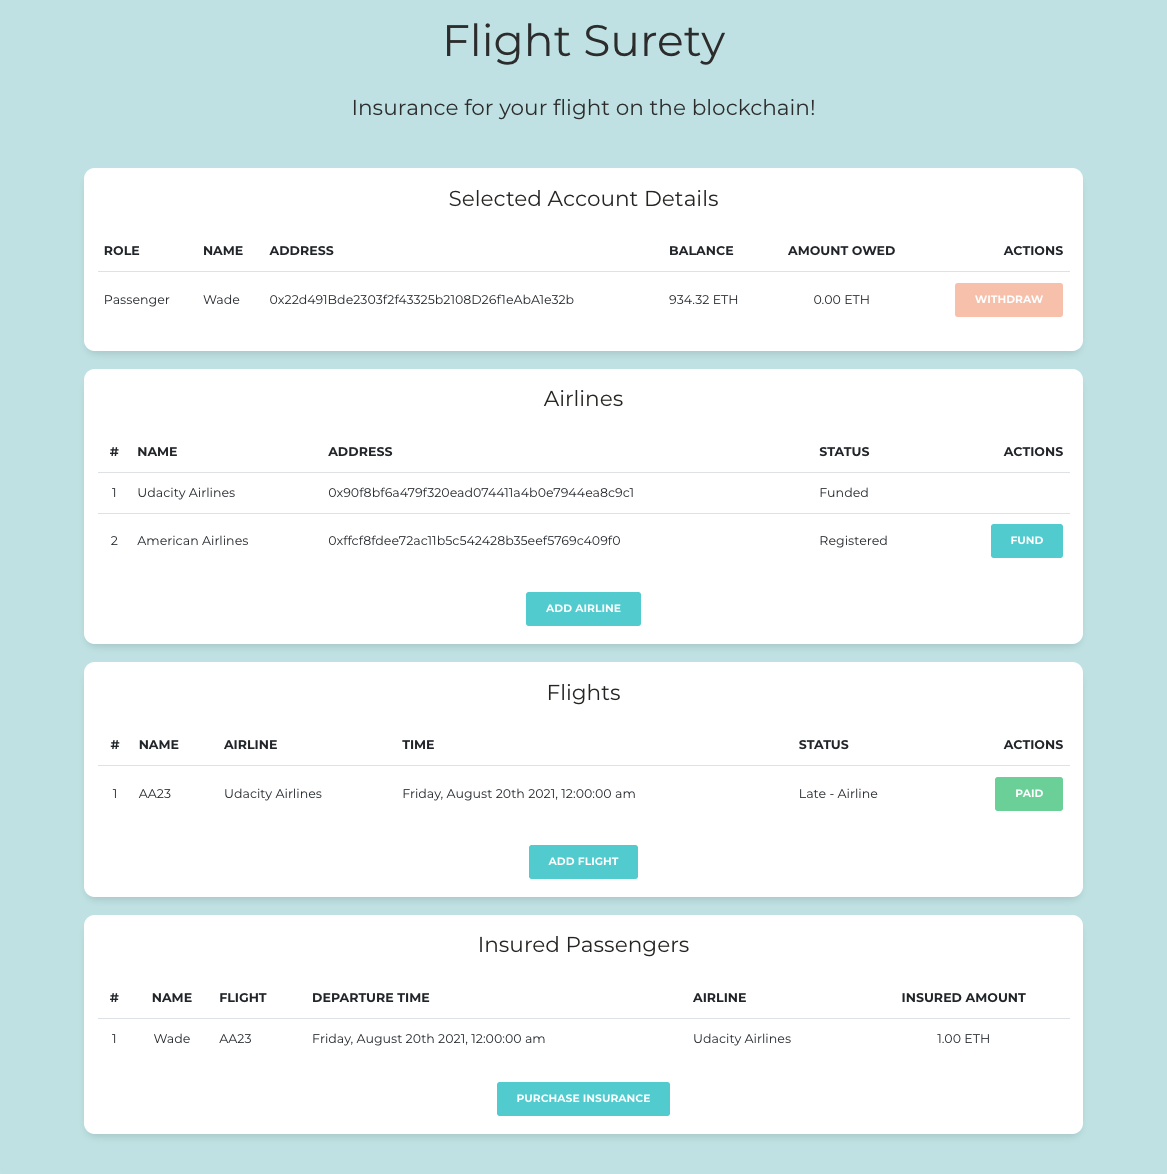 Flight Surety
Insurance for your flight on the blockchain!
Selected Account Details
ROLE NAME ADDRESS BALANCE AMOUNT OWED ACTIONS
Passenger Wade 0x22d491Bde2303f2f43325b2108D26f1eAbA1e32b 934.32 ETH 0.00 ETH WITHDRAW
Airlines
# NAME ADDRESS STATUS ACTIONS
1 Udacity Airlines 0x90f8bf6a479f320ead074411a4b0e7944ea8c9c1 Funded
2 American Airlines 0xffcf8fdee72ac11b5c542428b35eef5769c409f0 Registered FUND
ADD AIRLINE
Flights
# NAME AIRLINE TIME STATUS ACTIONS
1 AA23 Udacity Airlines Friday, August 20th 2021, 12:00:00 am Late - Airline PAID
ADD FLIGHT
Insured Passengers
# NAME FLIGHT DEPARTURE TIME AIRLINE INSURED AMOUNT
1 Wade AA23 Friday, August 20th 2021, 12:00:00 am Udacity Airlines 1.00 ETH
PURCHASE INSURANCE